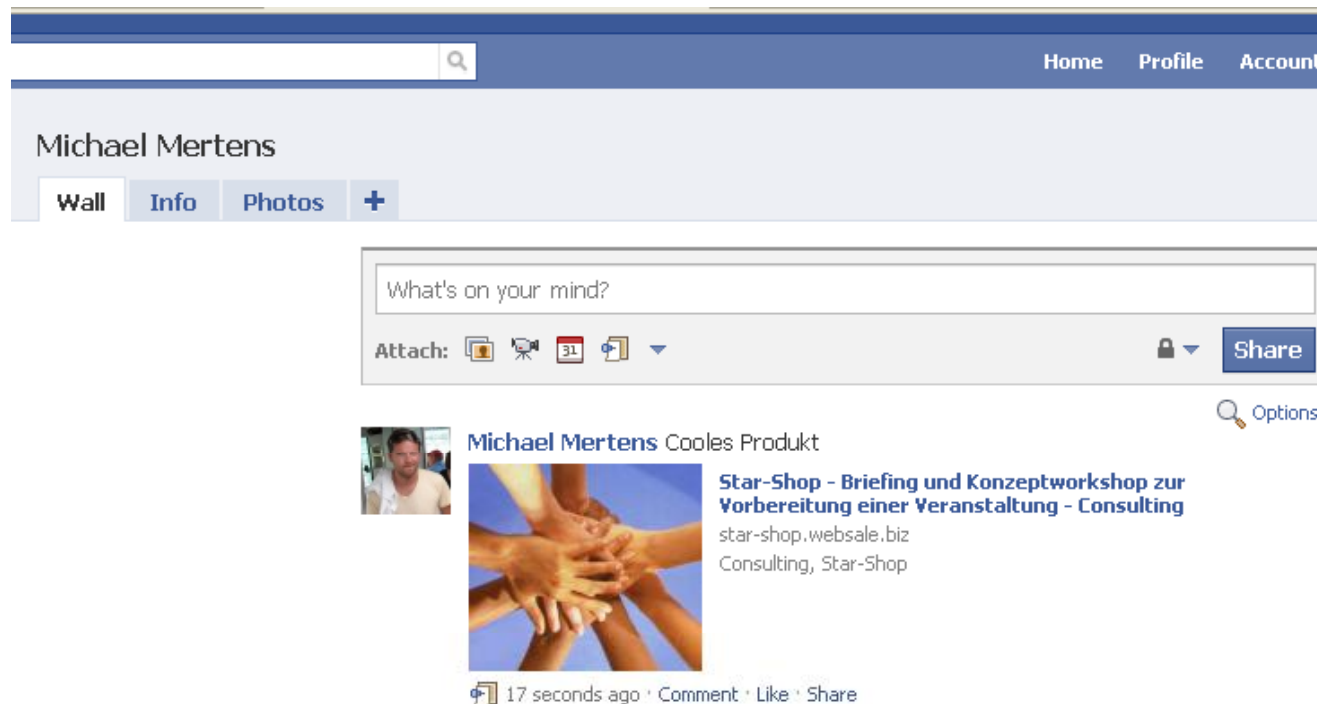 Home Profile Account
Michael Mertens
Wall Info Photos +
What's on your mind?
Attach: 31 Share
Options
Michael Mertens Cooles Produkt
Star-Shop - Briefing und Konzeptworkshop zur
Vorbereitung einer Veranstaltung - Consulting
star-shop.websale.biz
Consulting, Star-Shop
17 seconds ago · Comment · Like · Share